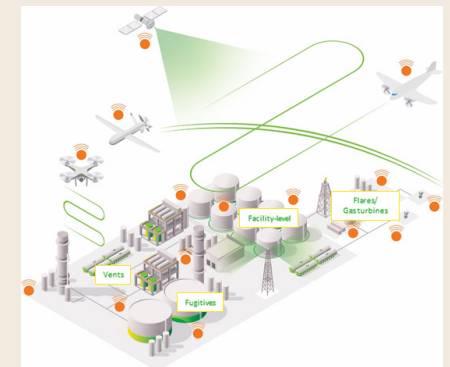 Flares/
Gasturbines
Facility-level
Vents
Fugitives